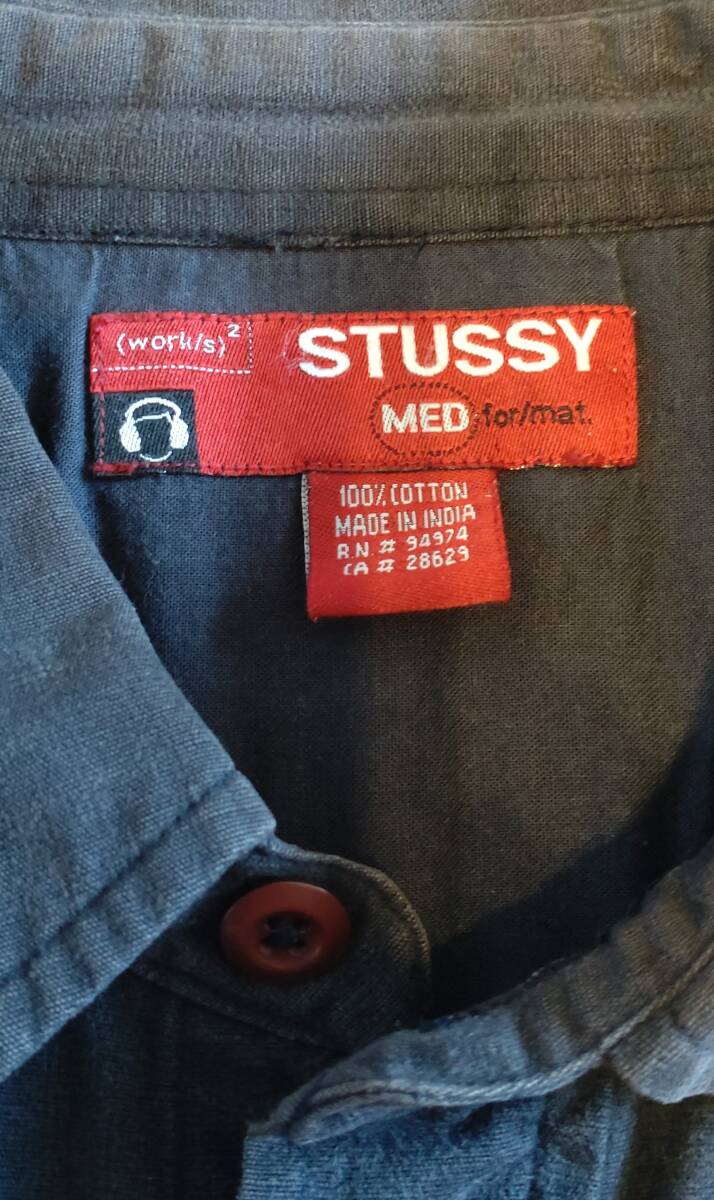 (work/s)²
STUSSY
MED for/mat.
100% COTTON
MADE IN INDIA
R.N. # 94974
CA # 28629